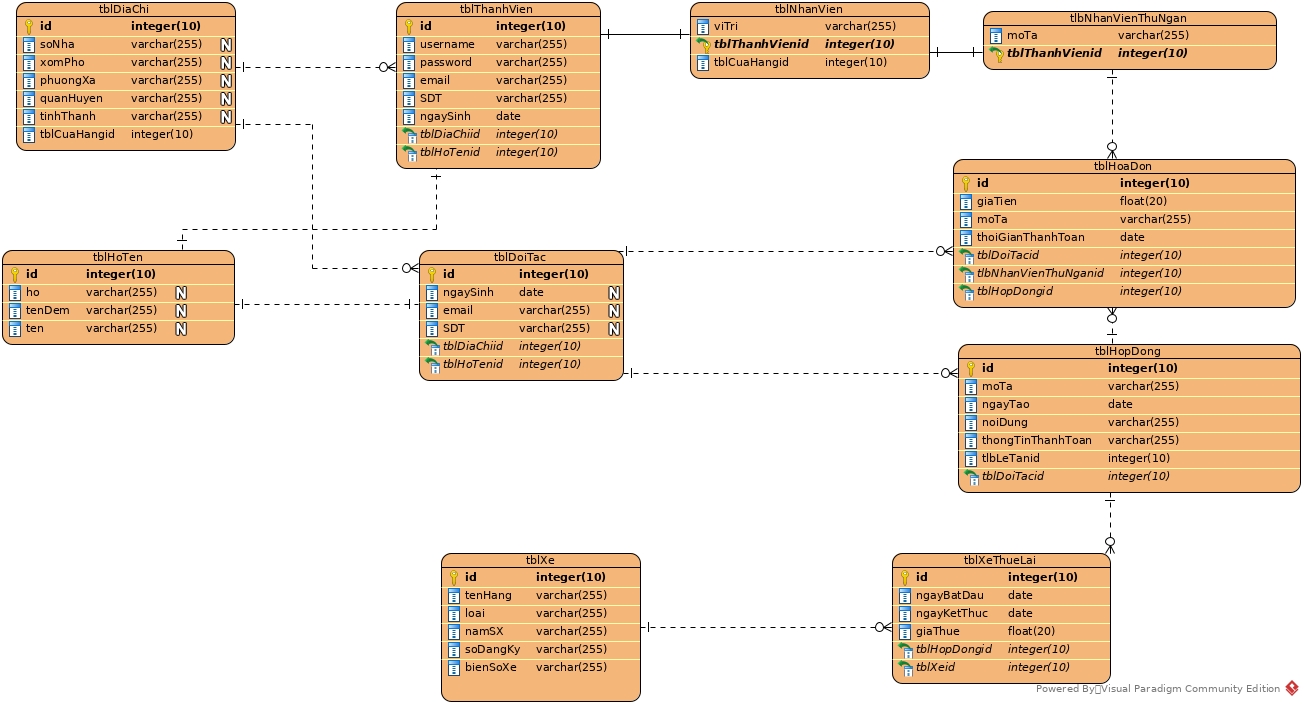 tblDiaChi
id integer(10)
soNha varchar(255) N
xomPho varchar(255) N
phuongXa varchar(255) N
quanHuyen varchar(255) N
tinhThanh varchar(255) N
tblCuaHangid integer(10)
tblThanhVien
id integer(10)
username varchar(255)
password varchar(255)
email varchar(255)
SDT varchar(255)
ngaySinh date
tblDiaChiid integer(10)
tblHoTenid integer(10)
tblNhanVien
viTri varchar(255)
tblThanhVienid integer(10)
tblCuaHangid integer(10)
tlbNhanVienThuNgan
moTa varchar(255)
tblThanhVienid integer(10)
tblHoaDon
id integer(10)
giaTien float(20)
moTa varchar(255)
thoiGianThanhToan date
tblDoiTacid integer(10)
tlbNhanVienThuNganid integer(10)
tblHopDongid integer(10)
tblHoTen
id integer(10)
ho varchar(255) N
tenDem varchar(255) N
ten varchar(255) N
tblDoiTac
id integer(10)
ngaySinh date N
email varchar(255) N
SDT varchar(255) N
tblDiaChiid integer(10)
tblHoTenid integer(10)
tblHopDong
id integer(10)
moTa varchar(255)
ngayTao date
noiDung varchar(255)
thongTinThanhToan varchar(255)
tlbLeTanid integer(10)
tblDoiTacid integer(10)
tblXe
id integer(10)
tenHang varchar(255)
loai varchar(255)
namSX varchar(255)
soDangKy varchar(255)
bienSoXe varchar(255)
tblXeThueLai
id integer(10)
ngayBatDau date
ngayKetThuc date
giaThue float(20)
tblHopDongid integer(10)
tblXeid integer(10)
Powered By Visual Paradigm Community Edition